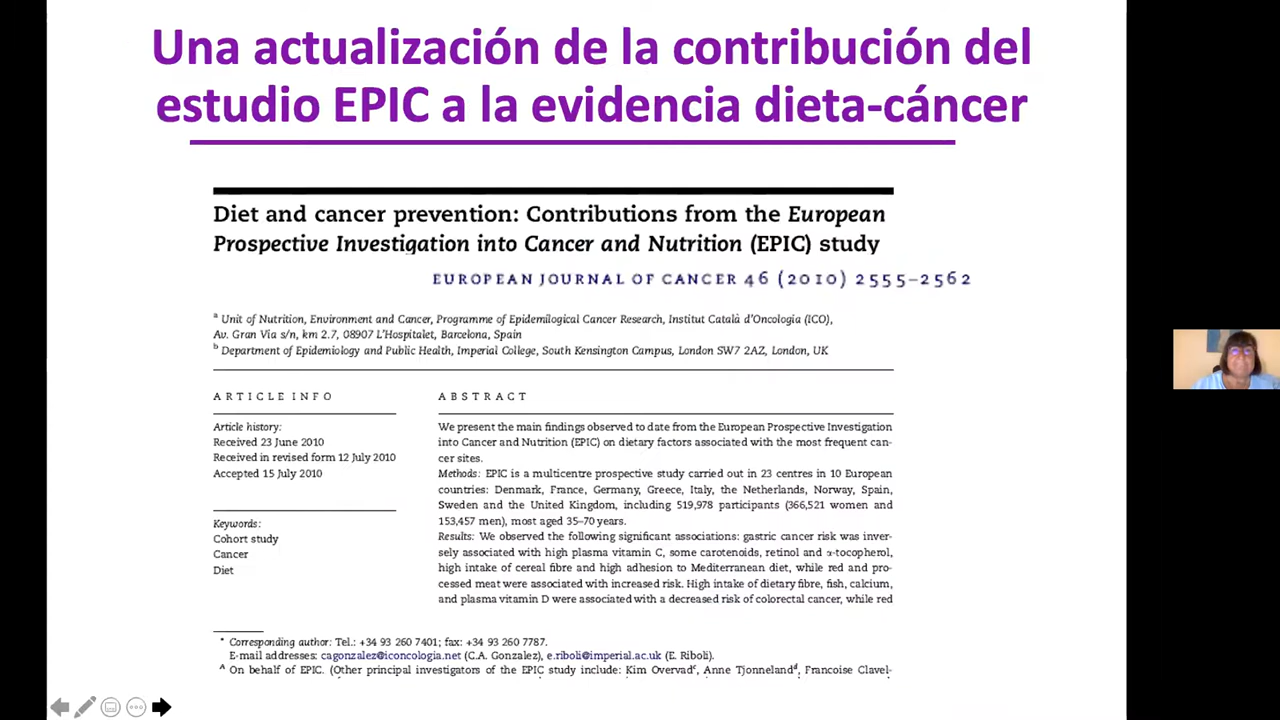 Una actualización de la contribución del
estudio EPIC a la evidencia dieta-cáncer
Diet and cancer prevention: Contributions from the European
Prospective Investigation into Cancer and Nutrition (EPIC) study
EUROPEAN JOURNAL OF CANCER 46 (2010) 2555–2562
a Unit of Nutrition, Environment and Cancer, Programme of Epidemilogical Cancer Research, Institut Català d'Oncologia (ICO),
Av. Gran Via s/n, km 2.7, 08907 L'Hospitalet, Barcelona, Spain
b Department of Epidemiology and Public Health, Imperial College, South Kensington Campus, London SW7 2AZ, London, UK
ARTICLE INFO
Article history:
Received 23 June 2010
Received in revised form 12 July 2010
Accepted 15 July 2010
Keywords:
Cohort study
Cancer
Diet
ABSTRACT
We present the main findings observed to date from the European Prospective Investigation
into Cancer and Nutrition (EPIC) on dietary factors associated with the most frequent can-
cer sites.
Methods: EPIC is a multicentre prospective study carried out in 23 centres in 10 European
countries: Denmark, France, Germany, Greece, Italy, the Netherlands, Norway, Spain,
Sweden and the United Kingdom, including 519,978 participants (366,521 women and
153,457 men), most aged 35–70 years.
Results: We observed the following significant associations: gastric cancer risk was inver-
sely associated with high plasma vitamin C, some carotenoids, retinol and α-tocopherol,
high intake of cereal fibre and high adhesion to Mediterranean diet, while red and pro-
cessed meat were associated with increased risk. High intake of dietary fibre, fish, calcium,
and plasma vitamin D were associated with a decreased risk of colorectal cancer, while red
* Corresponding author: Tel.: +34 93 260 7401; fax: +34 93 260 7787.
E-mail addresses: cagonzalez@iconcologia.net (C.A. Gonzalez), e.riboli@imperial.ac.uk (E. Riboli).
A On behalf of EPIC. (Other principal investigators of the EPIC study include: Kim Overvad c, Anne Tjonneland d, Francoise Clavel-